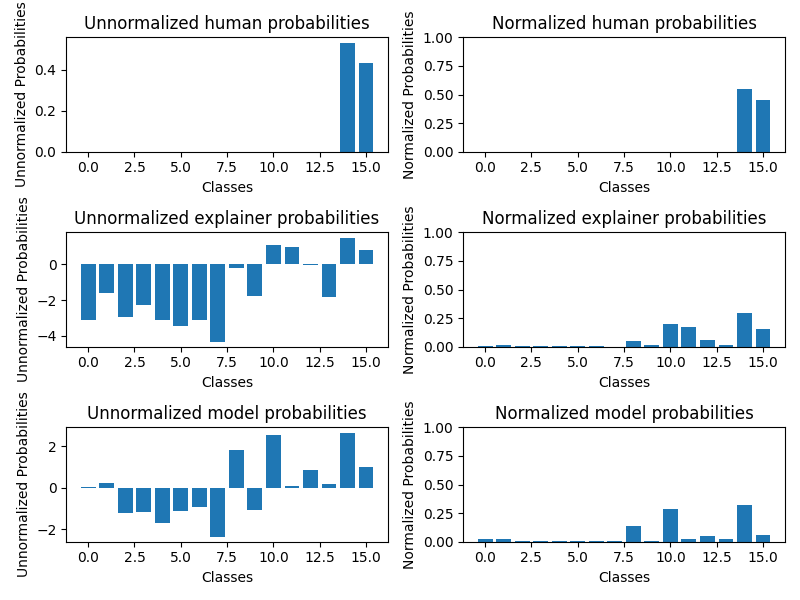 Unnormalized human probabilities
Unnormalized Probabilities
0.4
0.2
0.0
0.0 2.5 5.0 7.5 10.0 12.5 15.0
Classes
Normalized human probabilities
Normalized Probabilities
1.00
0.75
0.50
0.25
0.00
0.0 2.5 5.0 7.5 10.0 12.5 15.0
Classes
Unnormalized explainer probabilities
Unnormalized Probabilities
0
−2
−4
0.0 2.5 5.0 7.5 10.0 12.5 15.0
Classes
Normalized explainer probabilities
Normalized Probabilities
1.00
0.75
0.50
0.25
0.00
0.0 2.5 5.0 7.5 10.0 12.5 15.0
Classes
Unnormalized model probabilities
Unnormalized Probabilities
2
0
−2
0.0 2.5 5.0 7.5 10.0 12.5 15.0
Classes
Normalized model probabilities
Normalized Probabilities
1.00
0.75
0.50
0.25
0.00
0.0 2.5 5.0 7.5 10.0 12.5 15.0
Classes